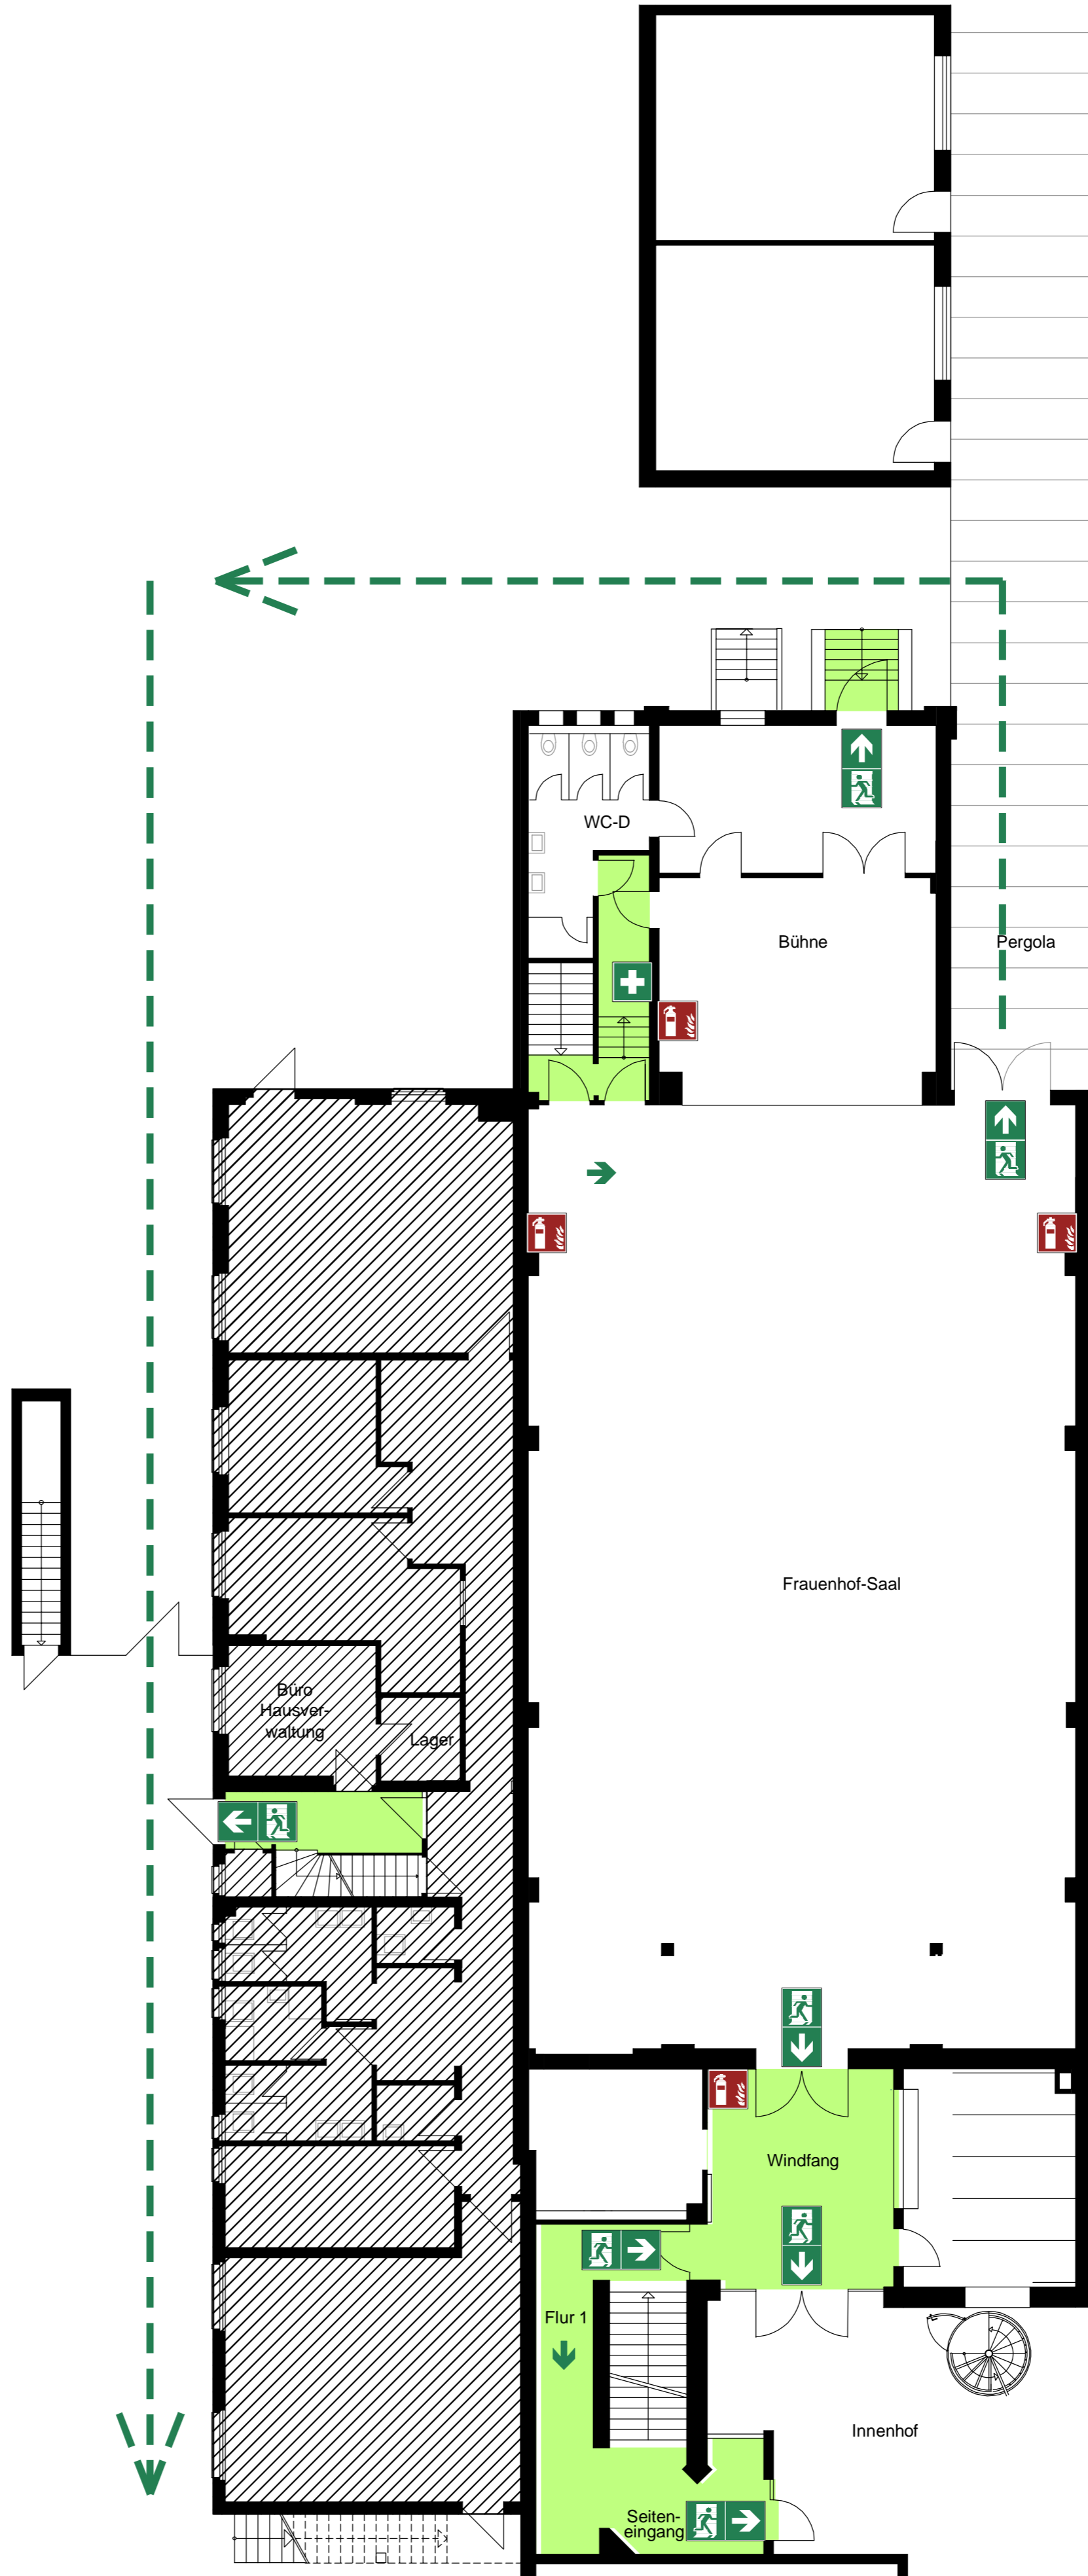 WC-D
Bühne
Pergola
Frauenhof-Saal
Büro
Hausver-
waltung
Lager
Windfang
Flur 1
Innenhof
Seiten-
eingang